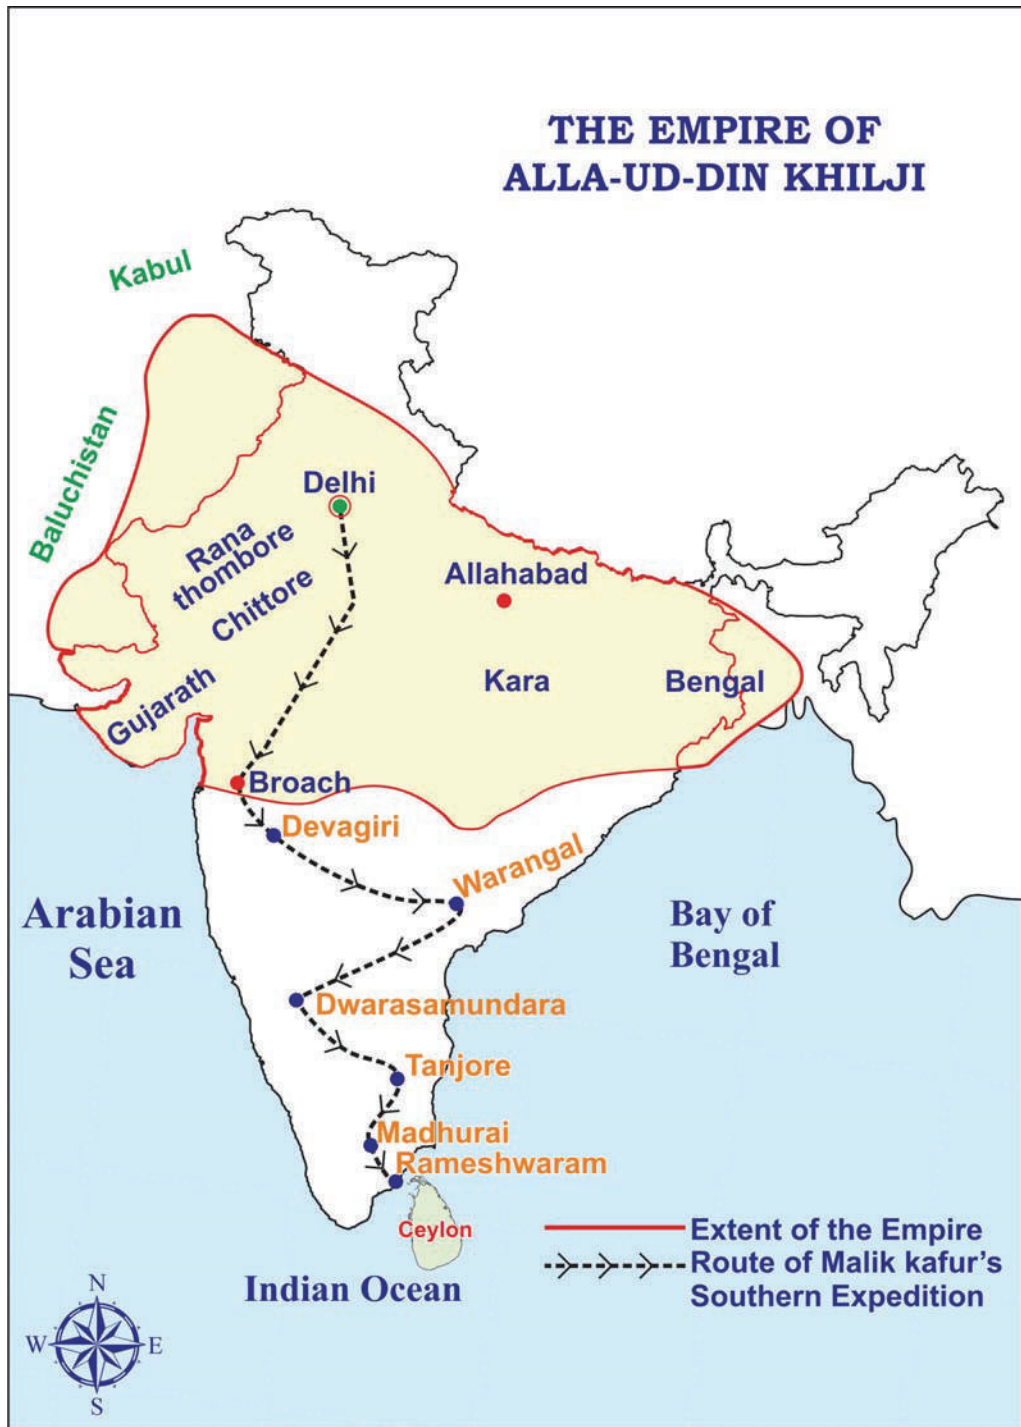 THE EMPIRE OF
ALLA-UD-DIN KHILJI
Kabul
Baluchistan
Delhi
Rana
thombore
Chittore
Allahabad
Gujarath
Kara
Bengal
Broach
Devagiri
Warangal
Arabian
Sea
Bay of
Bengal
Dwarasamundara
Tanjore
Madhurai
Rameshwaram
Ceylon
Extent of the Empire
Route of Malik kafur's
Southern Expedition
Indian Ocean
N
W
E
S